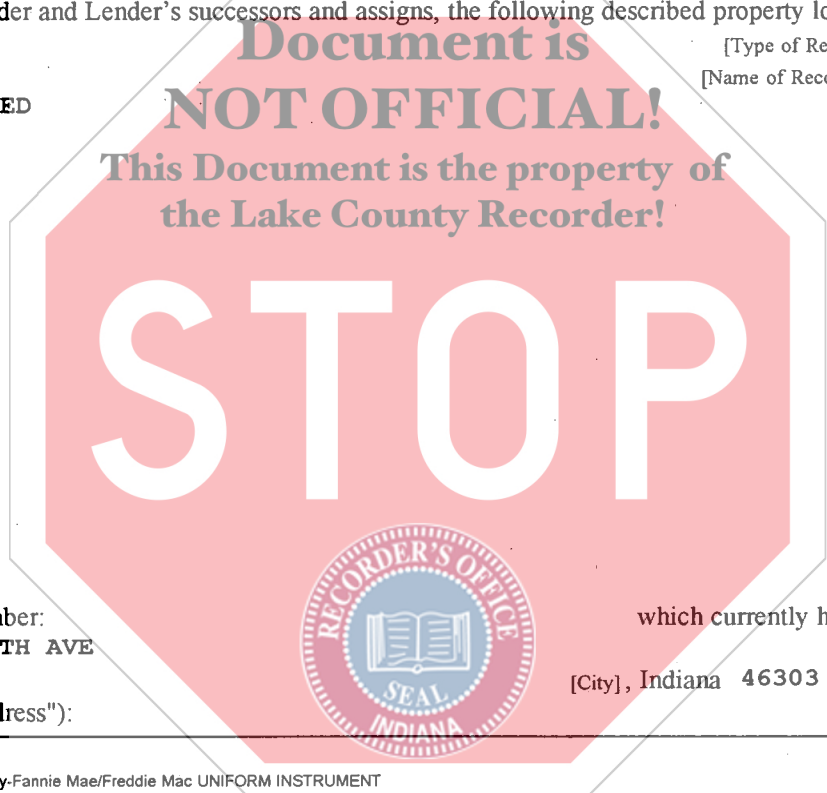 der and Lender's successors and assigns, the following described property lo
Document is
[Type of Re
NOT OFFICIAL!
[Name of Reco
ED
This Document is the property of
the Lake County Recorder!
STOP
RECORDER'S OFFICE
SEAL
INDIANA
ber:
which currently h
TH AVE
[City], Indiana 46303
ress"):
y-Fannie Mae/Freddie Mac UNIFORM INSTRUMENT